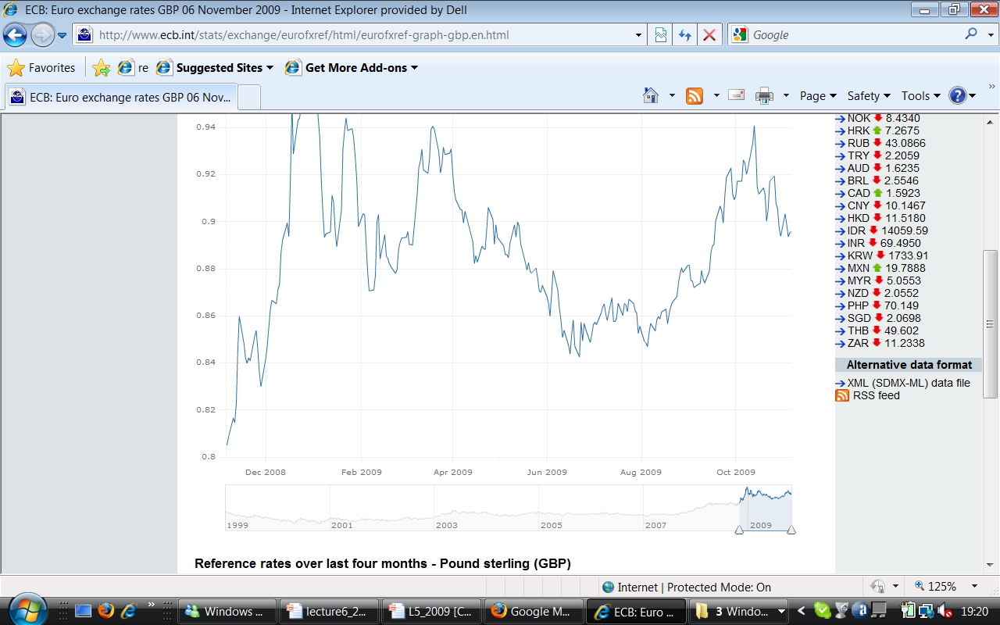 ECB: Euro exchange rates GBP 06 November 2009 - Internet Explorer provided by Dell
http://www.ecb.int/stats/exchange/eurofxref/html/eurofxref-graph-gbp.en.html
Google
Favorites
re
Suggested Sites
Get More Add-ons
ECB: Euro exchange rates GBP 06 Nov...
Page
Safety
Tools
0.94
0.92
0.9
0.88
0.86
0.84
0.82
0.8
Dec 2008
Feb 2009
Apr 2009
Jun 2009
Aug 2009
Oct 2009
1999
2001
2003
2005
2007
2009
Reference rates over last four months - Pound sterling (GBP)
NOK 8.4340
HRK 7.2675
RUB 43.0866
TRY 2.2059
AUD 1.6235
BRL 2.5546
CAD 1.5923
CNY 10.1467
HKD 11.5180
IDR 14059.59
INR 69.4950
KRW 1733.91
MXN 19.7888
MYR 5.0553
NZD 2.0552
PHP 70.149
SGD 2.0698
THB 49.602
ZAR 11.2338
Alternative data format
XML (SDMX-ML) data file
RSS feed
Internet | Protected Mode: On
125%
Windows ...
lecture6_2...
L5_2009 [C...
Google M...
ECB: Euro ...
3 Windo...
19:20